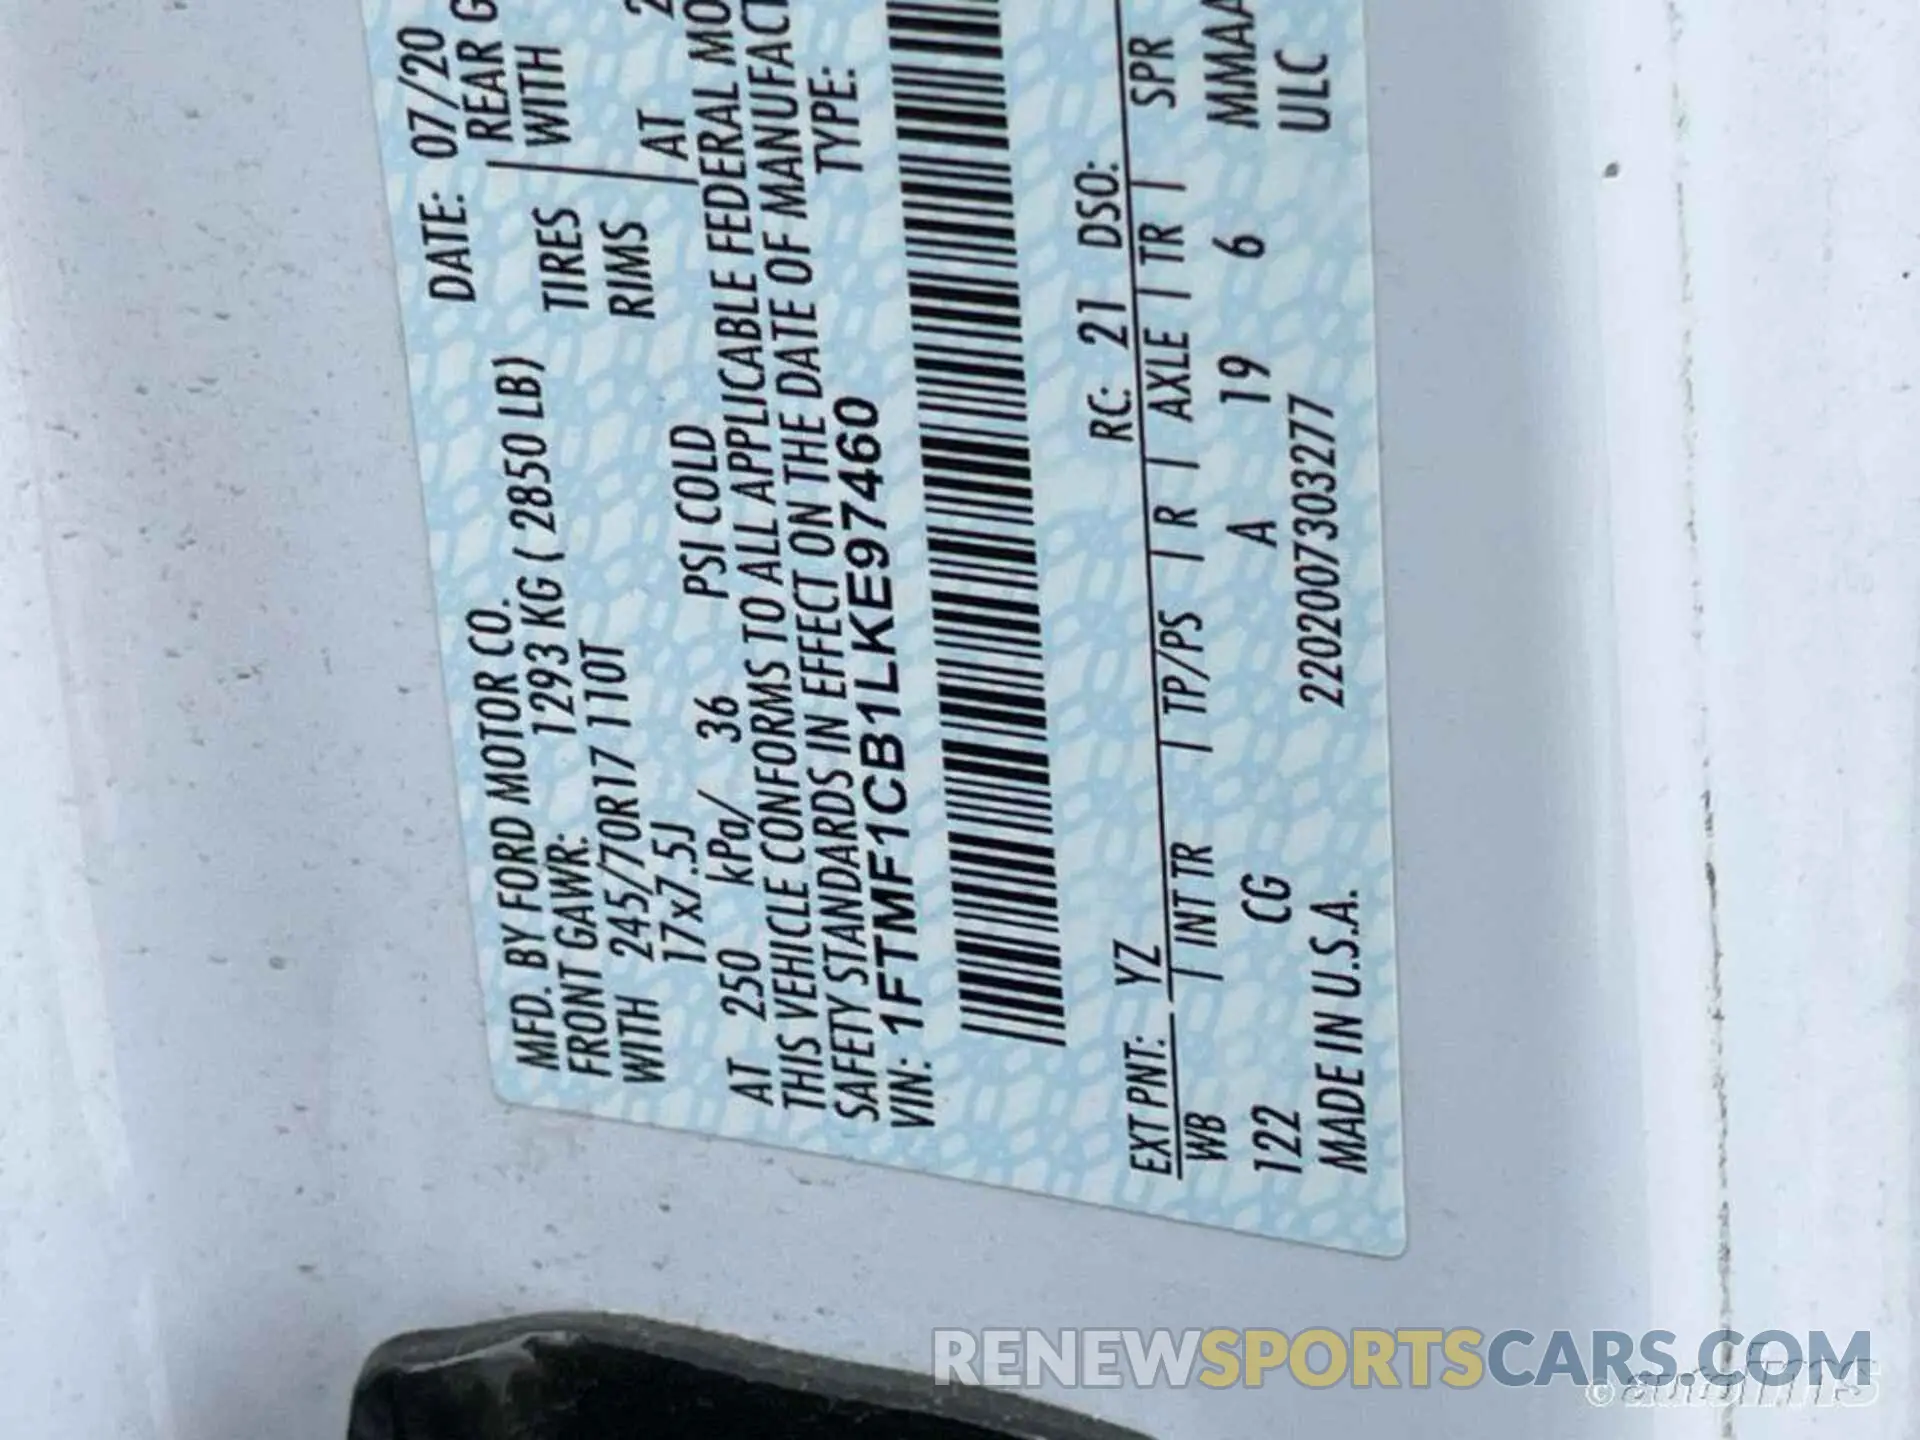 MFD. BY FORD MOTOR CO. DATE: 07/20
FRONT GAWR: 1293 KG ( 2850 LB) REAR G
WITH 245/70R17 110T TIRES WITH
17x7.5J RIMS
AT 250 kPa/ 36 PSI COLD AT
THIS VEHICLE CONFORMS TO ALL APPLICABLE FEDERAL MO
SAFETY STANDARDS IN EFFECT ON THE DATE OF MANUFACT
VIN: 1FTMF1CB1LKE97460 TYPE:
EXT PNT: YZ RC: 21 DSO:
WB | INT TR | TP/PS | R | AXLE | TR | SPR
122 CG A 19 6 MMAA
MADE IN U.S.A. 2202007303277 ULC
RENEWSPORTSCARS.COM